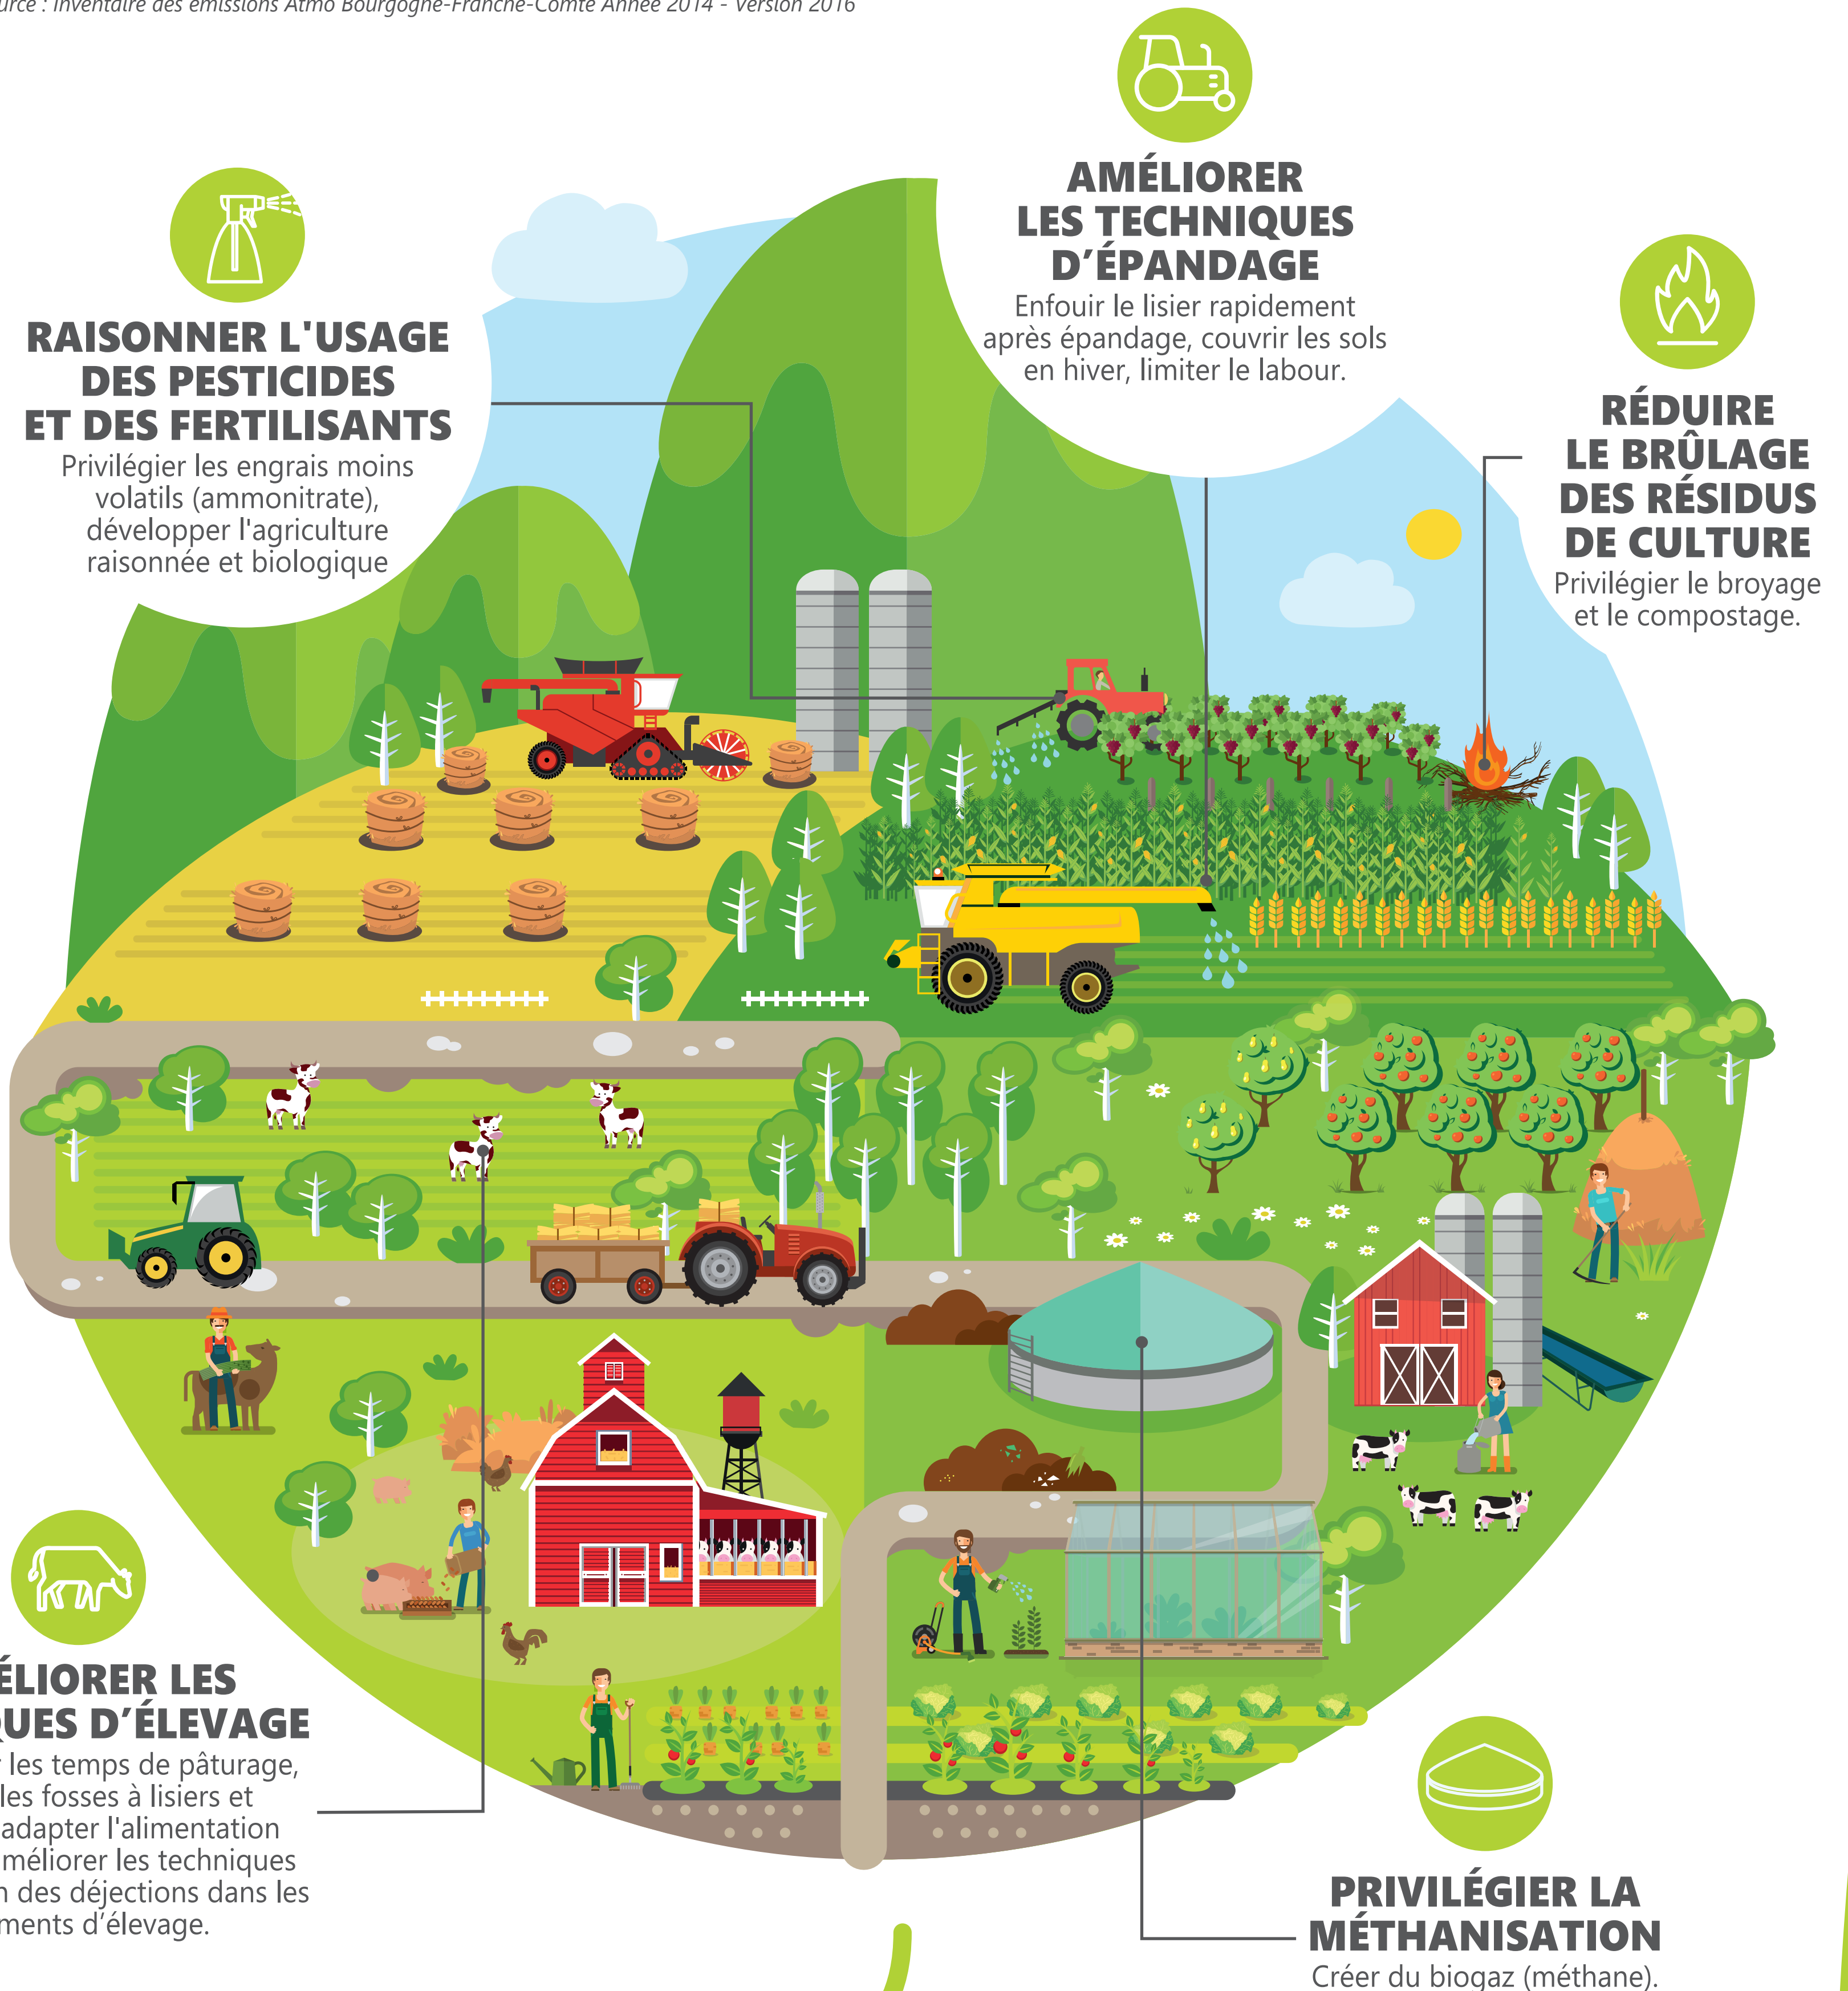 Inventaire des émissions Atmo Bourgogne-Franche-Comté Année 2014 - Version 2016
AMÉLIORER
LES TECHNIQUES
D'ÉPANDAGE
Enfouir le lisier rapidement
après épandage, couvrir les sols
en hiver, limiter le labour.
RAISONNER L'USAGE
DES PESTICIDES
ET DES FERTILISANTS
Privilégier les engrais moins
volatils (ammonitrate),
développer l'agriculture
raisonnée et biologique
RÉDUIRE
LE BRÛLAGE
DES RÉSIDUS
DE CULTURE
Privilégier le broyage
et le compostage.
LES
D'ÉLEVAGE
les temps de pâturage,
les fosses à lisiers et
adapter l'alimentation
améliorer les techniques
des déjections dans les
d'élevage.
PRIVILÉGIER LA
MÉTHANISATION
Créer du biogaz (méthane).